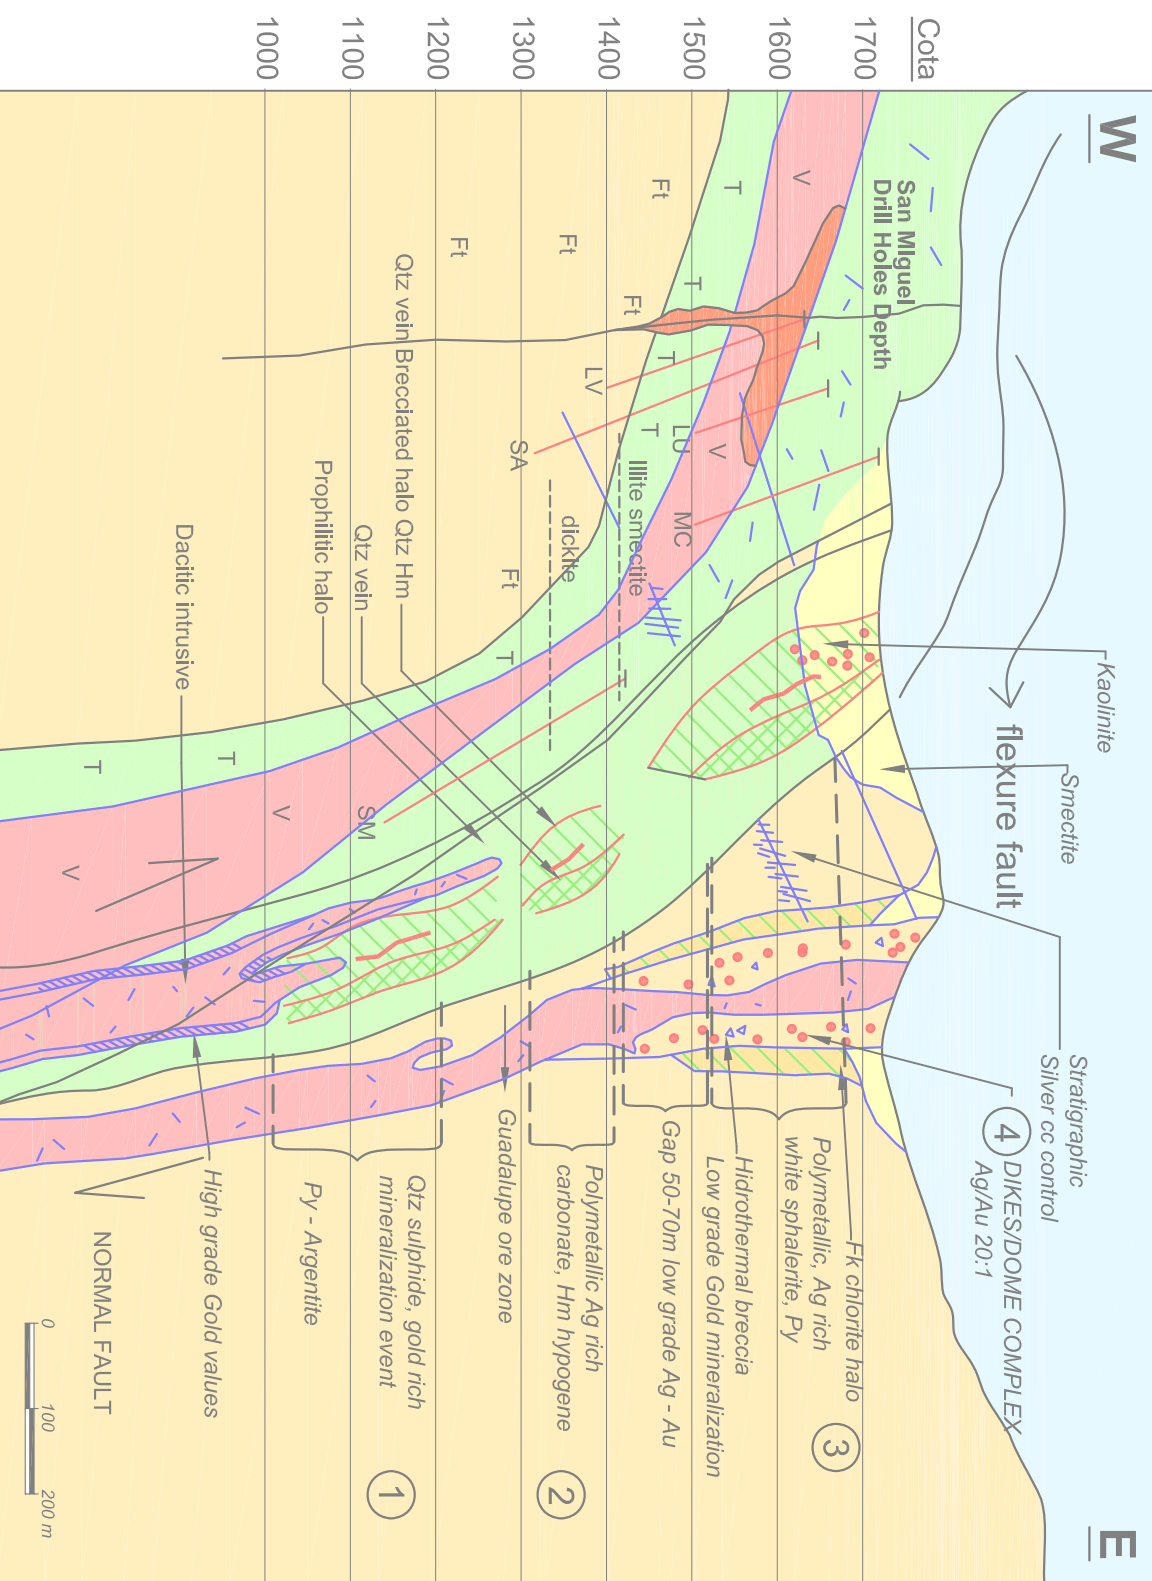 W
E
Cota
1700
1600
1500
1400
1300
1200
1100
1000
San MIguel
Drill Holes Depth
flexure fault
Kaolinite
Smectite
Stratigraphic
Silver cc control
4 DIKES/DOME COMPLEX
Ag/Au 20:1
V
T
Ft
T
Ft
Ft
Ft
T
T
V
LV
LU
SA
MC
Illite smectite
dickite
Ft
T
T
T
V
V
SM
Qtz vein Brecciated halo Qtz Hm
Qtz vein
Prophilitic halo
Dacitic intrusive
Fk chlorite halo
Polymetallic, Ag rich
white sphalerite, Py
3
Hidrothermal breccia
Low grade Gold mineralization
Gap 50-70m low grade Ag - Au
Polymetallic Ag rich
carbonate, Hm hypogene
2
Guadalupe ore zone
Qtz sulphide, gold rich
mineralization event
1
Py - Argentite
High grade Gold values
NORMAL FAULT
0
100
200 m